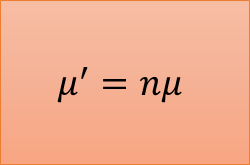 μ′ = nμ